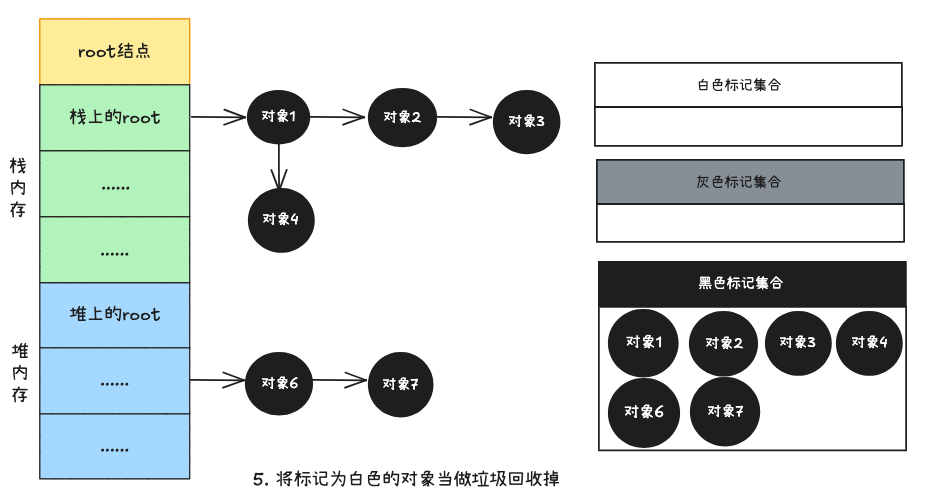 root结点
栈上的root
......
......
堆上的root
......
......
栈内存
堆内存
对象1
对象2
对象3
对象4
对象6
对象7
白色标记集合
灰色标记集合
黑色标记集合
对象1 对象2 对象3 对象4
对象6 对象7
5. 将标记为白色的对象当做垃圾回收掉